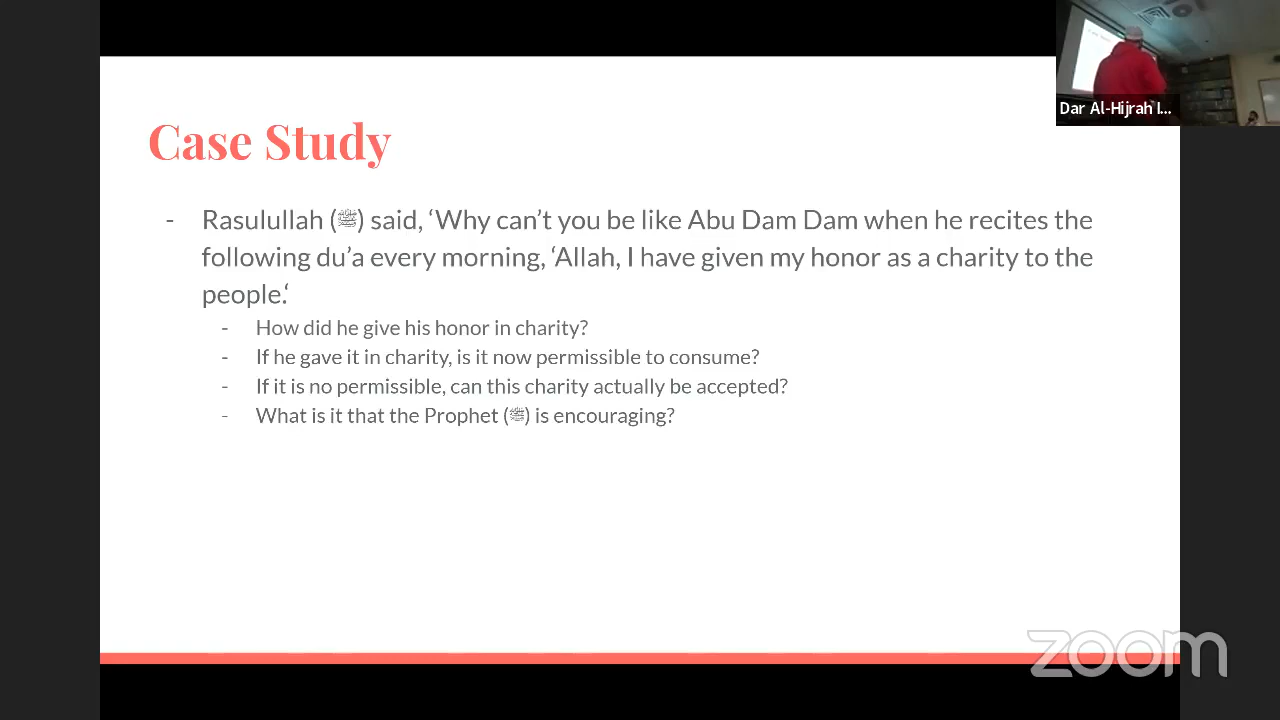 Case Study
- Rasulullah (ﷺ) said, ‘Why can’t you be like Abu Dam Dam when he recites the
following du’a every morning, ‘Allah, I have given my honor as a charity to the
people.‘
- How did he give his honor in charity?
- If he gave it in charity, is it now permissible to consume?
- If it is no permissible, can this charity actually be accepted?
- What is it that the Prophet (ﷺ) is encouraging?
Dar Al-Hijrah I...
zoom